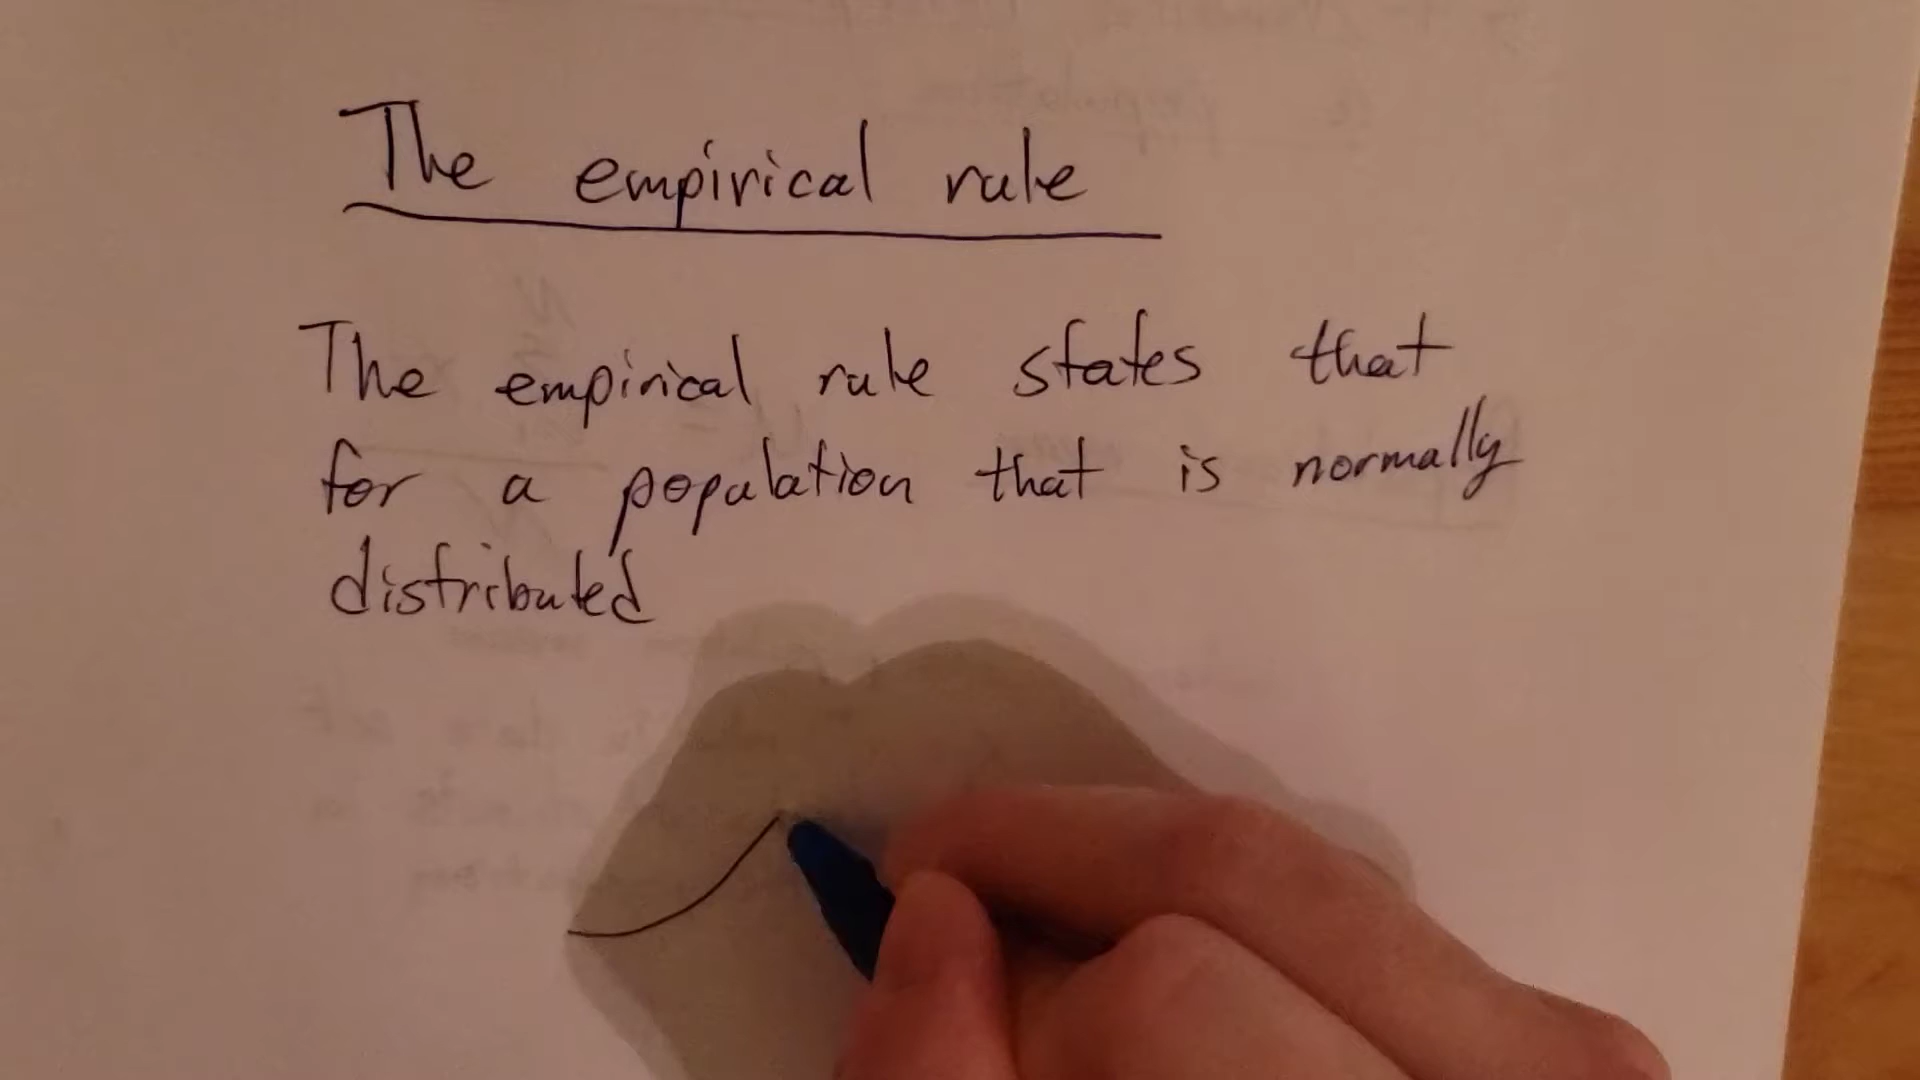 The empirical rule
The empirical rule states that
for a population that is normally
distributed